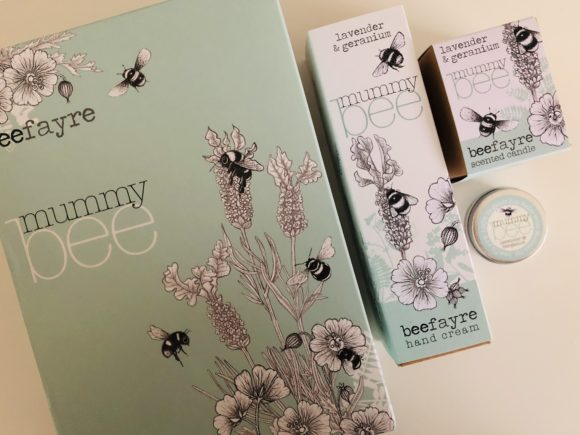 beefayre
mummy
bee
lavender
& geranium
mummy
bee
beefayre
hand cream
lavender
& geranium
mummy
bee
beefayre
scented candle
mummy
bee